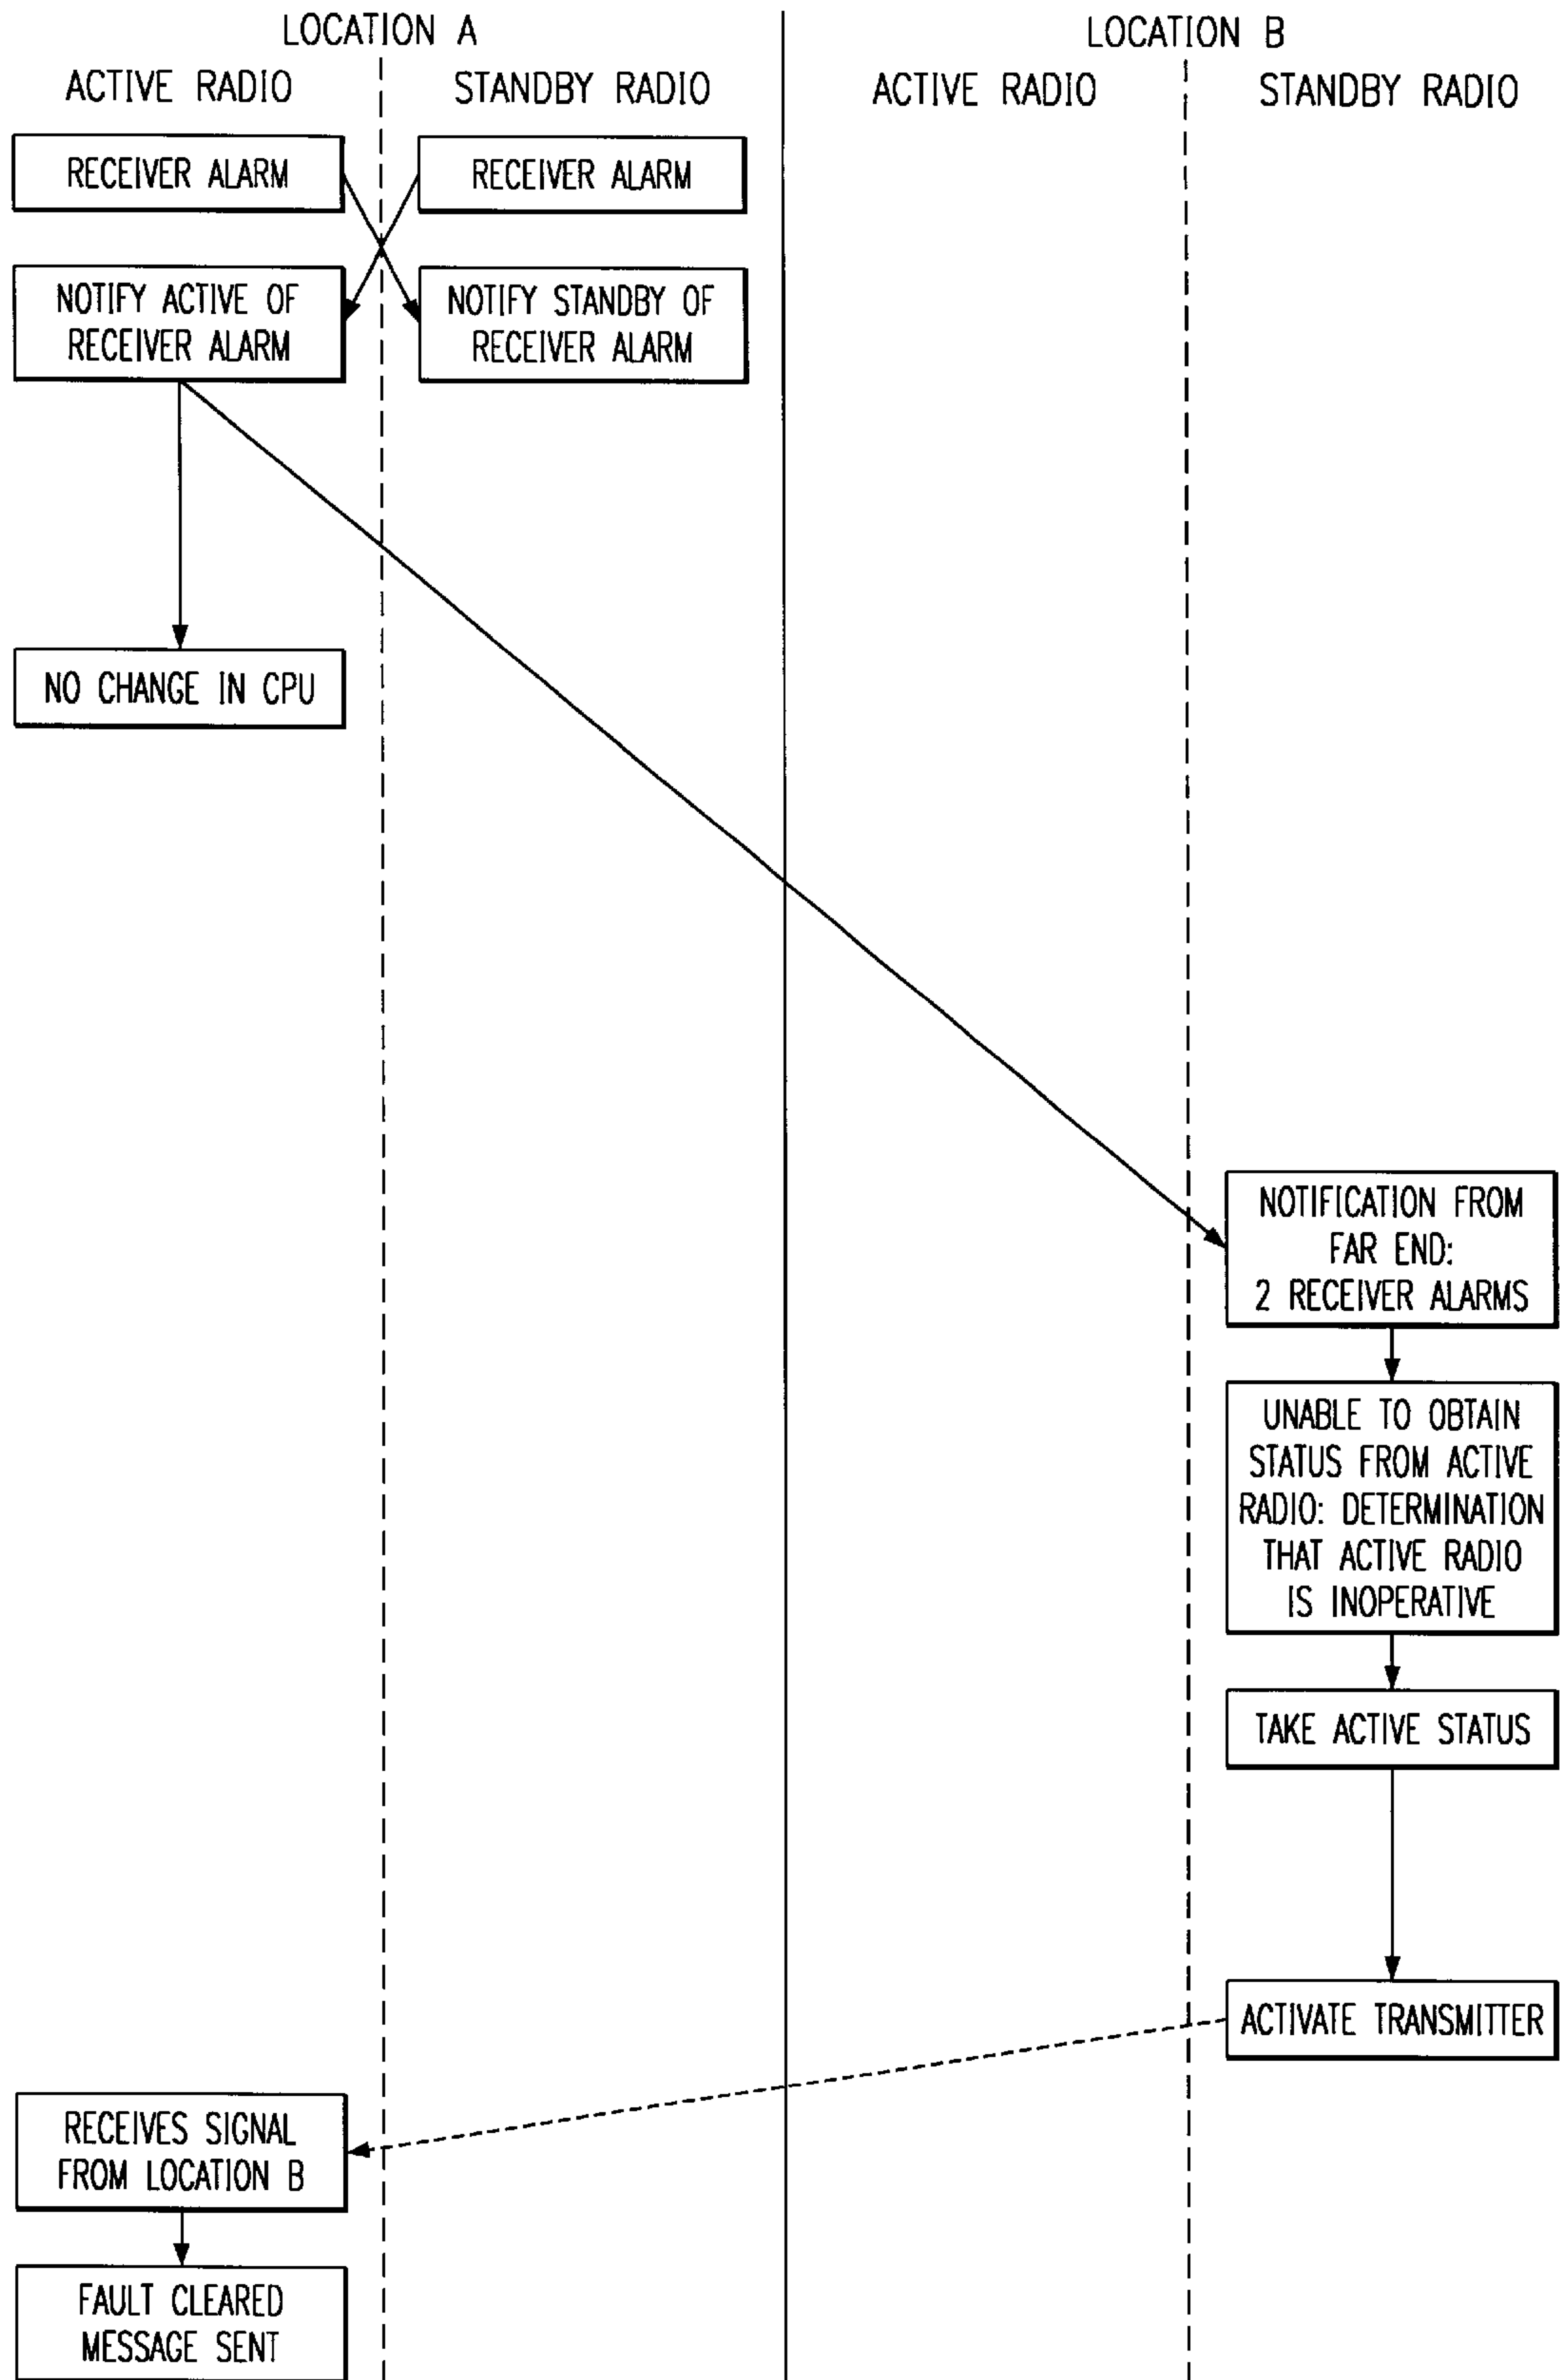 LOCATION A
LOCATION B
ACTIVE RADIO
STANDBY RADIO
ACTIVE RADIO
STANDBY RADIO
RECEIVER ALARM
RECEIVER ALARM
NOTIFY ACTIVE OF
RECEIVER ALARM
NOTIFY STANDBY OF
RECEIVER ALARM
NO CHANGE IN CPU
NOTIFICATION FROM
FAR END:
2 RECEIVER ALARMS
UNABLE TO OBTAIN
STATUS FROM ACTIVE
RADIO: DETERMINATION
THAT ACTIVE RADIO
IS INOPERATIVE
TAKE ACTIVE STATUS
ACTIVATE TRANSMITTER
RECEIVES SIGNAL
FROM LOCATION B
FAULT CLEARED
MESSAGE SENT